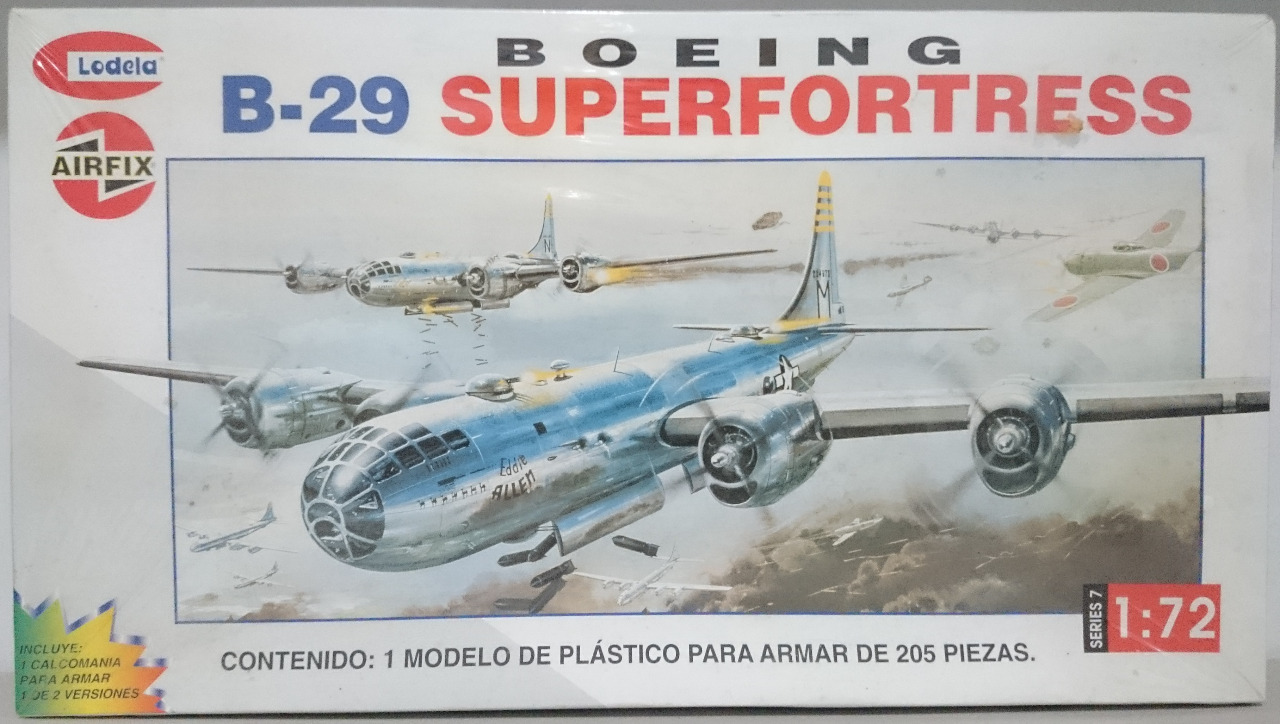 Lodela
AIRFIX
BOEING
B-29 SUPERFORTRESS
N
M
Eddie
ALLEN
SERIES 7
1:72
INCLUYE:
1 CALCOMANIA
PARA ARMAR
1 DE 2 VERSIONES
CONTENIDO: 1 MODELO DE PLÁSTICO PARA ARMAR DE 205 PIEZAS.